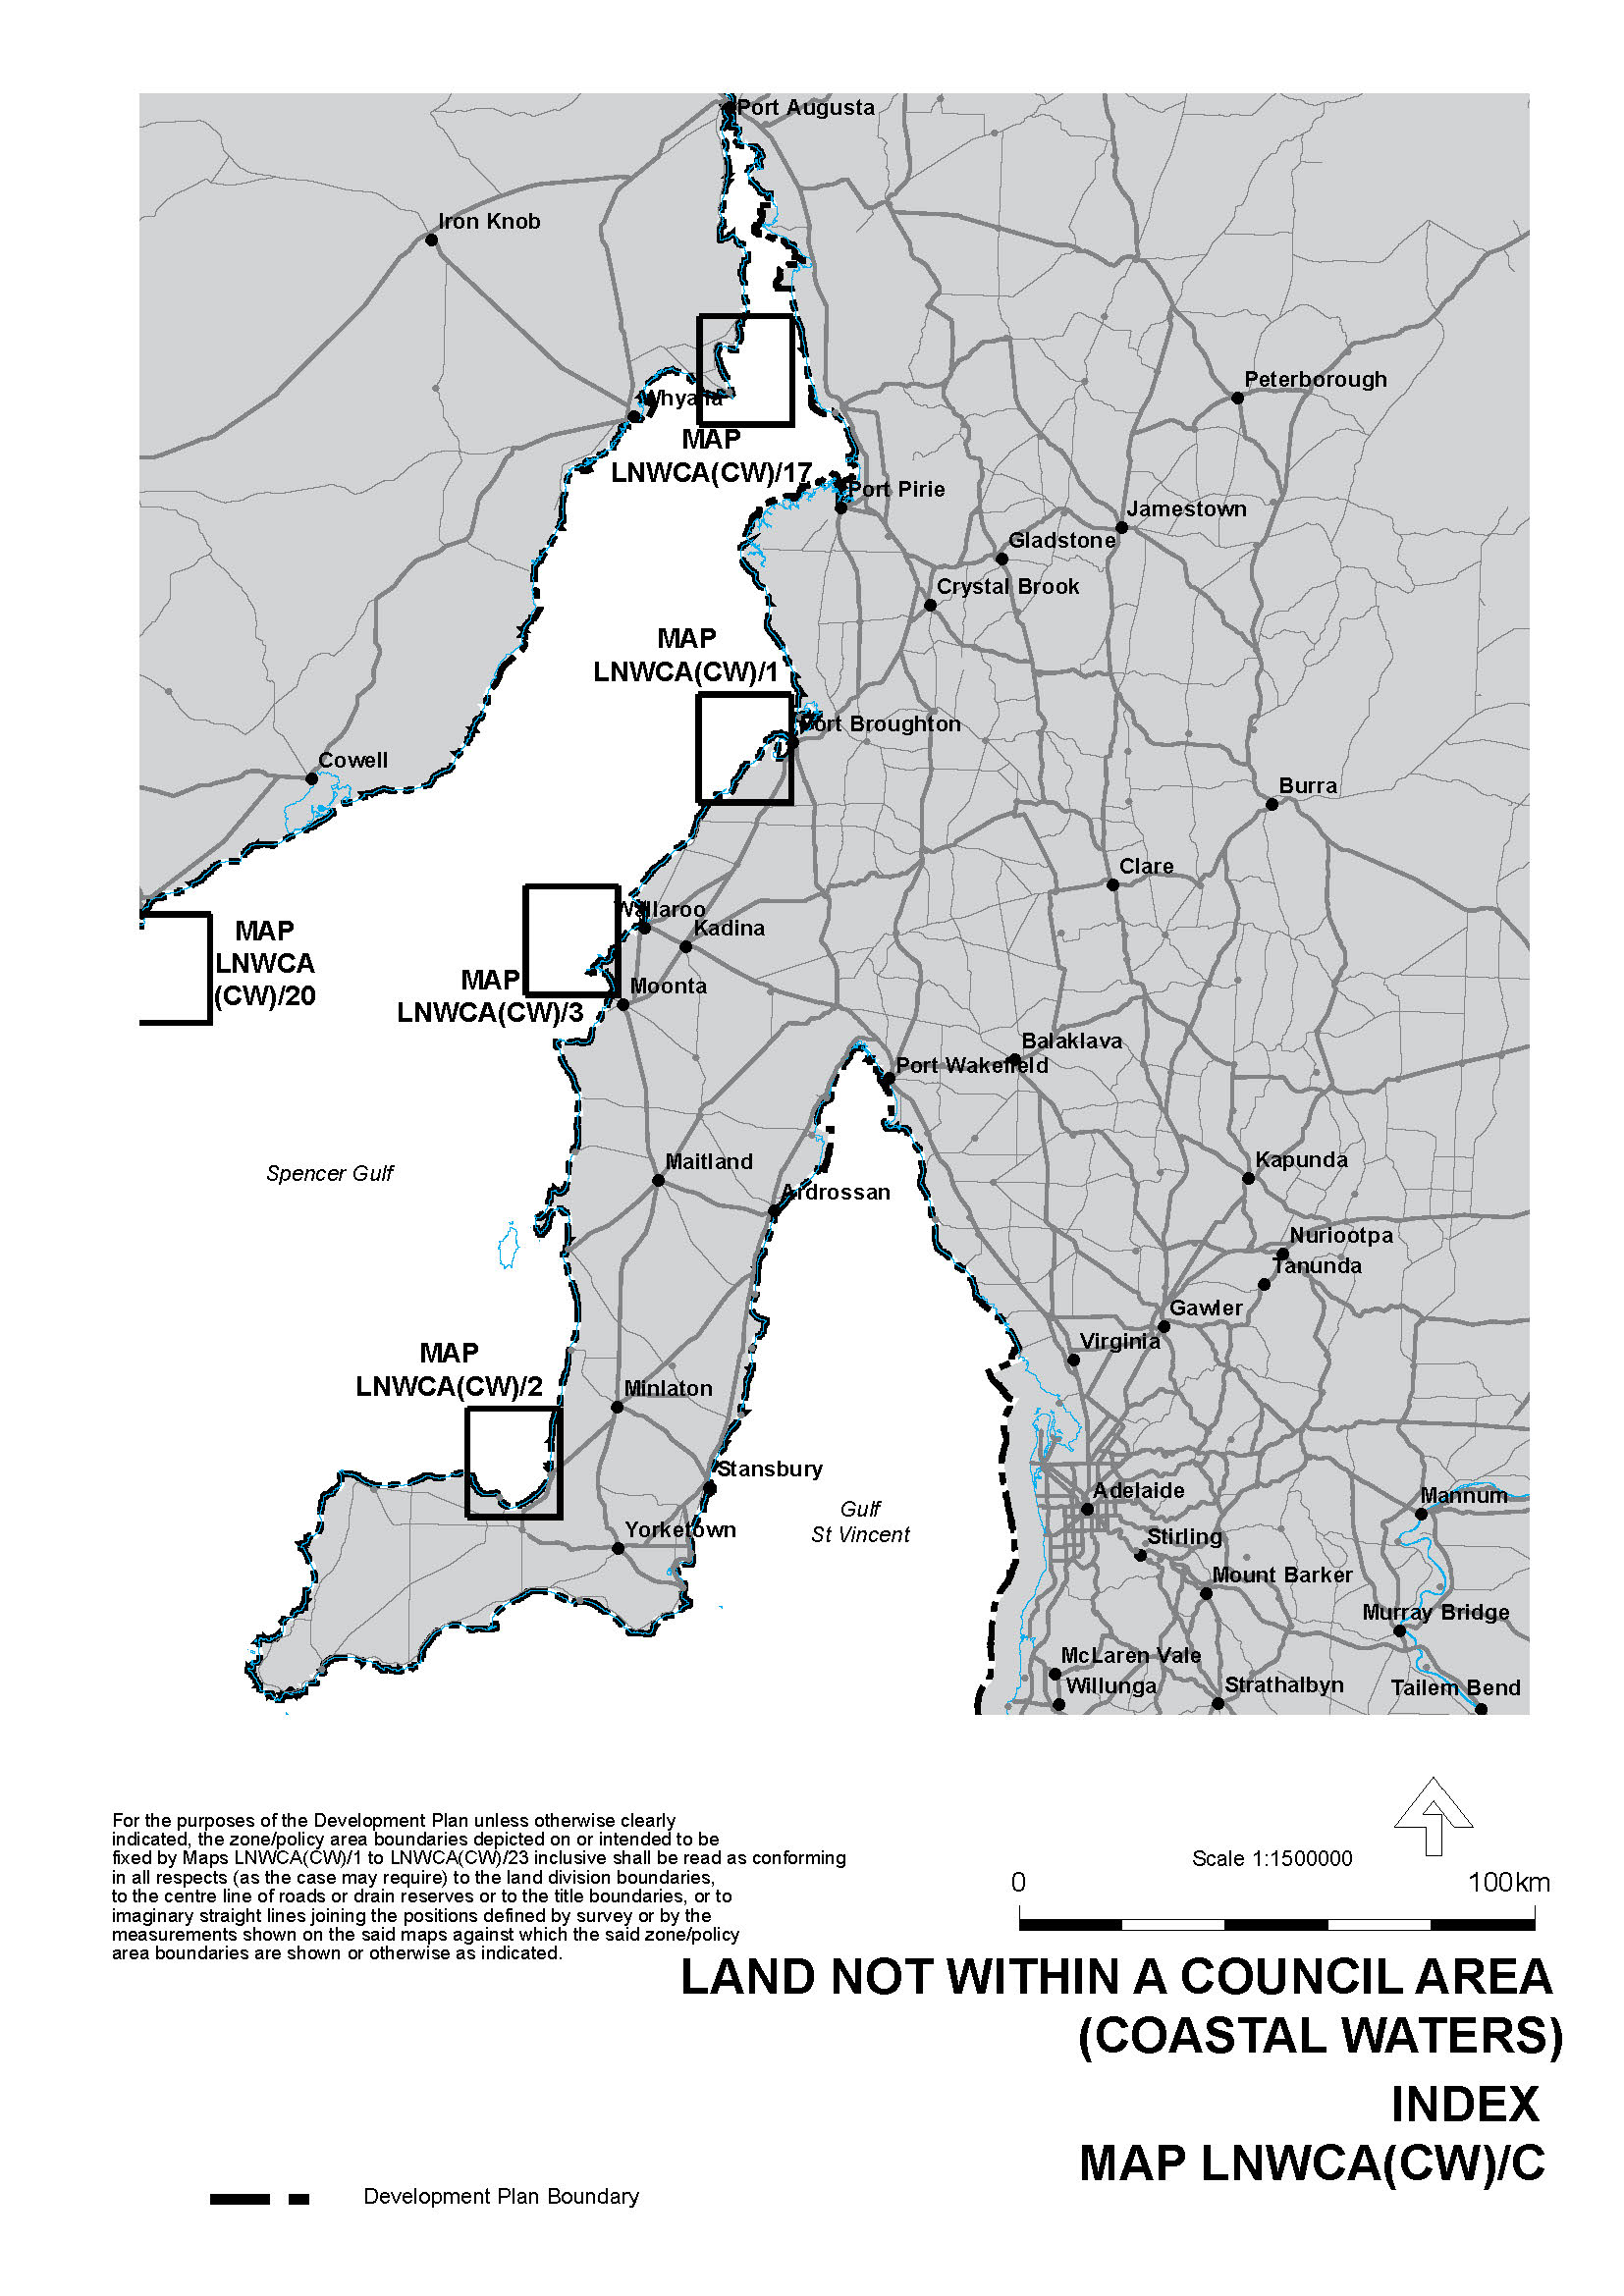 Port Augusta
Iron Knob
Peterborough
Whyalla
MAP
LNWCA(CW)/17
Port Pirie
Jamestown
Gladstone
Crystal Brook
MAP
LNWCA(CW)/1
Port Broughton
Cowell
Burra
Clare
Wallaroo
Kadina
MAP
LNWCA
(CW)/20
MAP
LNWCA(CW)/3
Moonta
Balaklava
Port Wakefield
Spencer Gulf
Maitland
Kapunda
Ardrossan
Nuriootpa
Tanunda
Gawler
Virginia
MAP
LNWCA(CW)/2
Minlaton
Stansbury
Adelaide
Mannum
Gulf
St Vincent
Yorketown
Stirling
Mount Barker
Murray Bridge
McLaren Vale
Willunga
Strathalbyn
Tailem Bend
For the purposes of the Development Plan unless otherwise clearly
indicated, the zone/policy area boundaries depicted on or intended to be
fixed by Maps LNWCA(CW)/1 to LNWCA(CW)/23 inclusive shall be read as conforming
in all respects (as the case may require) to the land division boundaries,
to the centre line of roads or drain reserves or to the title boundaries, or to
imaginary straight lines joining the positions defined by survey or by the
measurements shown on the said maps against which the said zone/policy
area boundaries are shown or otherwise as indicated.
Scale 1:1500000
0 100km
LAND NOT WITHIN A COUNCIL AREA
(COASTAL WATERS)
INDEX
MAP LNWCA(CW)/C
Development Plan Boundary